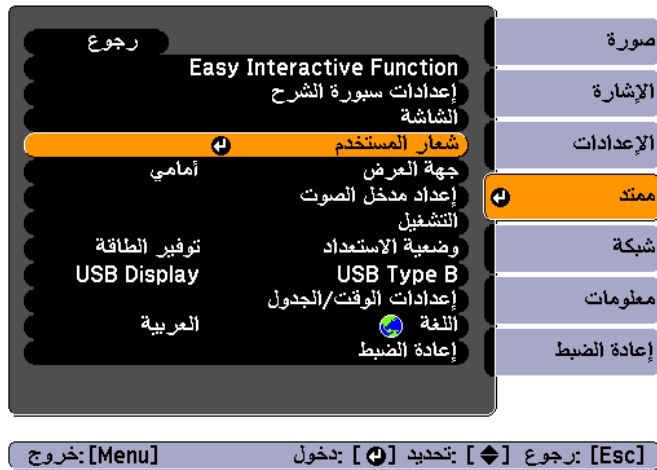 صورة
الإشارة
الإعدادات
ممتد
شبكة
معلومات
إعادة الضبط
رجوع
Easy Interactive Function
إعدادات سبورة الشرح
الشاشة
شعار المستخدم
جهة العرض أمامي
إعداد مدخل الصوت
التشغيل
وضعية الاستعداد توفير الطاقة
USB Type B USB Display
إعدادات الوقت/الجدول
اللغة العربية
إعادة الضبط
[Esc] :رجوع [◆] :تحديد [↵] :دخول [Menu] :خروج